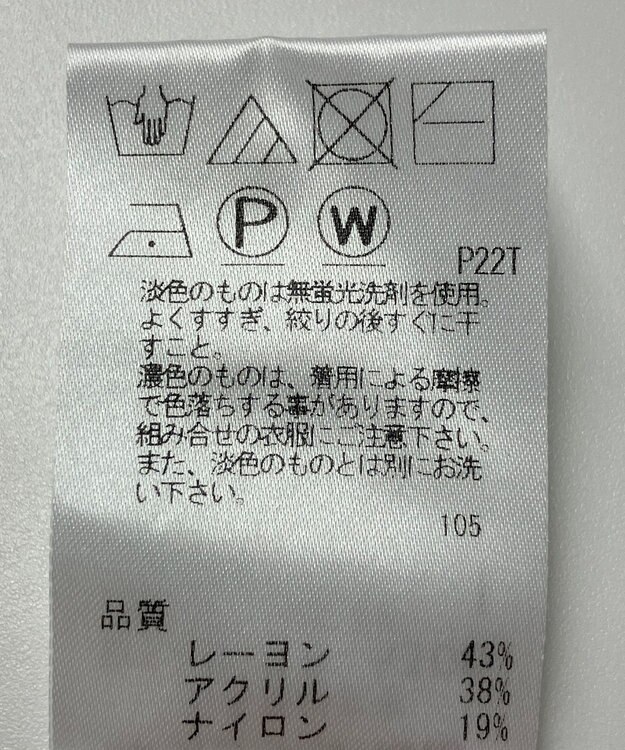 P W
P22T
淡色のものは無蛍光洗剤を使用。
よくすすぎ、絞りの後すぐに干
すこと。
濃色のものは、着用による摩擦
で色落ちする事がありますので、
組み合せの衣服にご注意下さい。
また、淡色のものとは別にお洗
い下さい。
105
品質
レーヨン 43%
アクリル 38%
ナイロン 19%